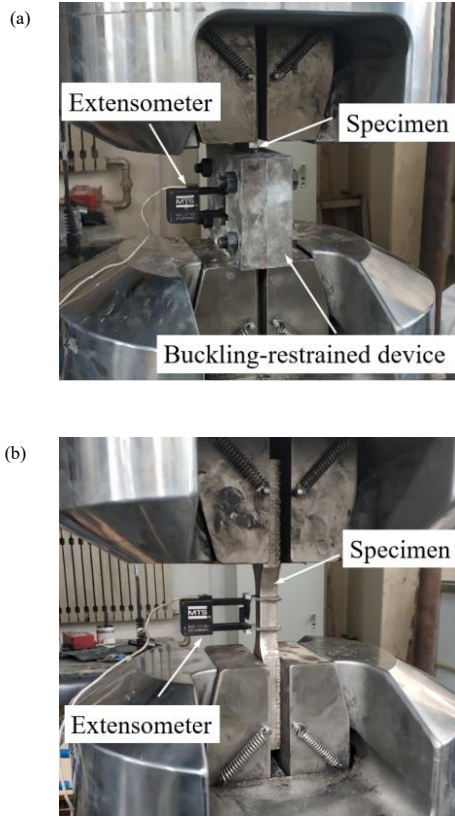 (a)
Extensometer
Specimen
MTS
Buckling-restrained device
(b)
Specimen
MTS
Extensometer